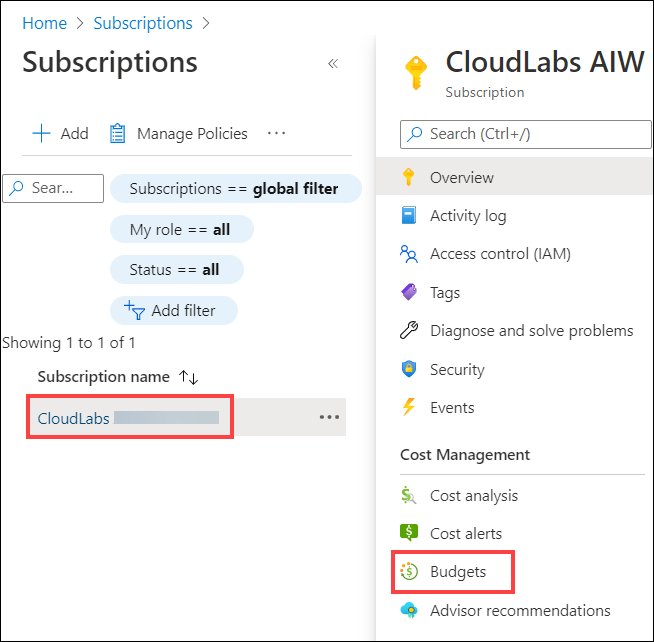 Home > Subscriptions >
Subscriptions «
+ Add Manage Policies ...
Sear...
Subscriptions == global filter
My role == all
Status == all
Add filter
Showing 1 to 1 of 1
Subscription name ↑↓
CloudLabs ...
CloudLabs AIW
Subscription
Search (Ctrl+/)
Overview
Activity log
Access control (IAM)
Tags
Diagnose and solve problems
Security
Events
Cost Management
Cost analysis
Cost alerts
Budgets
Advisor recommendations